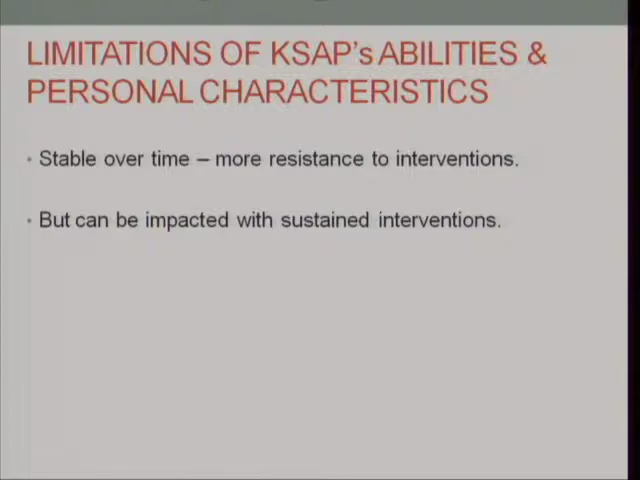 LIMITATIONS OF KSAP's ABILITIES &
PERSONAL CHARACTERISTICS
• Stable over time – more resistance to interventions.
• But can be impacted with sustained interventions.